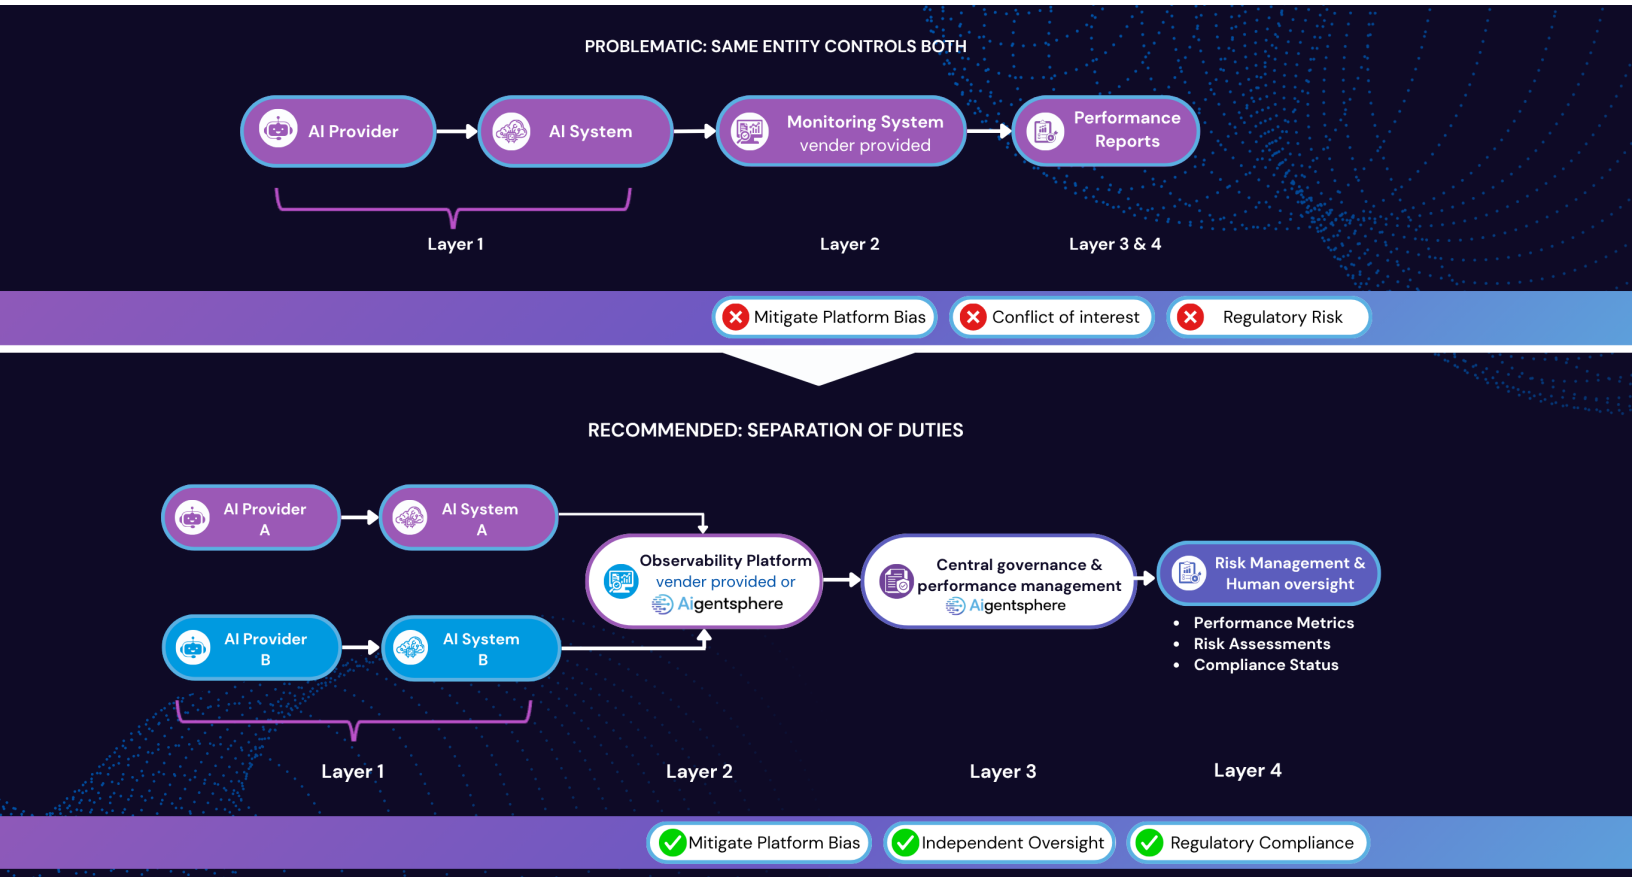 PROBLEMATIC: SAME ENTITY CONTROLS BOTH
AI Provider
AI System
Monitoring System
vender provided
Performance
Reports
Layer 1
Layer 2
Layer 3 & 4
Mitigate Platform Bias
Conflict of interest
Regulatory Risk
RECOMMENDED: SEPARATION OF DUTIES
AI Provider
A
AI System
A
Observability Platform
vender provided or
Aigentsphere
Central governance &
performance management
Aigentsphere
Risk Management &
Human oversight
• Performance Metrics
• Risk Assessments
• Compliance Status
AI Provider
B
AI System
B
Layer 1
Layer 2
Layer 3
Layer 4
Mitigate Platform Bias
Independent Oversight
Regulatory Compliance